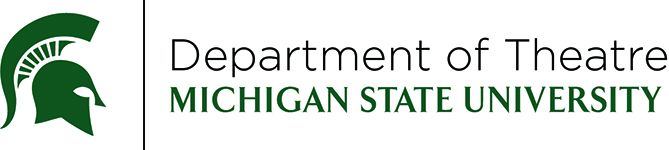 Department of Theatre
MICHIGAN STATE UNIVERSITY